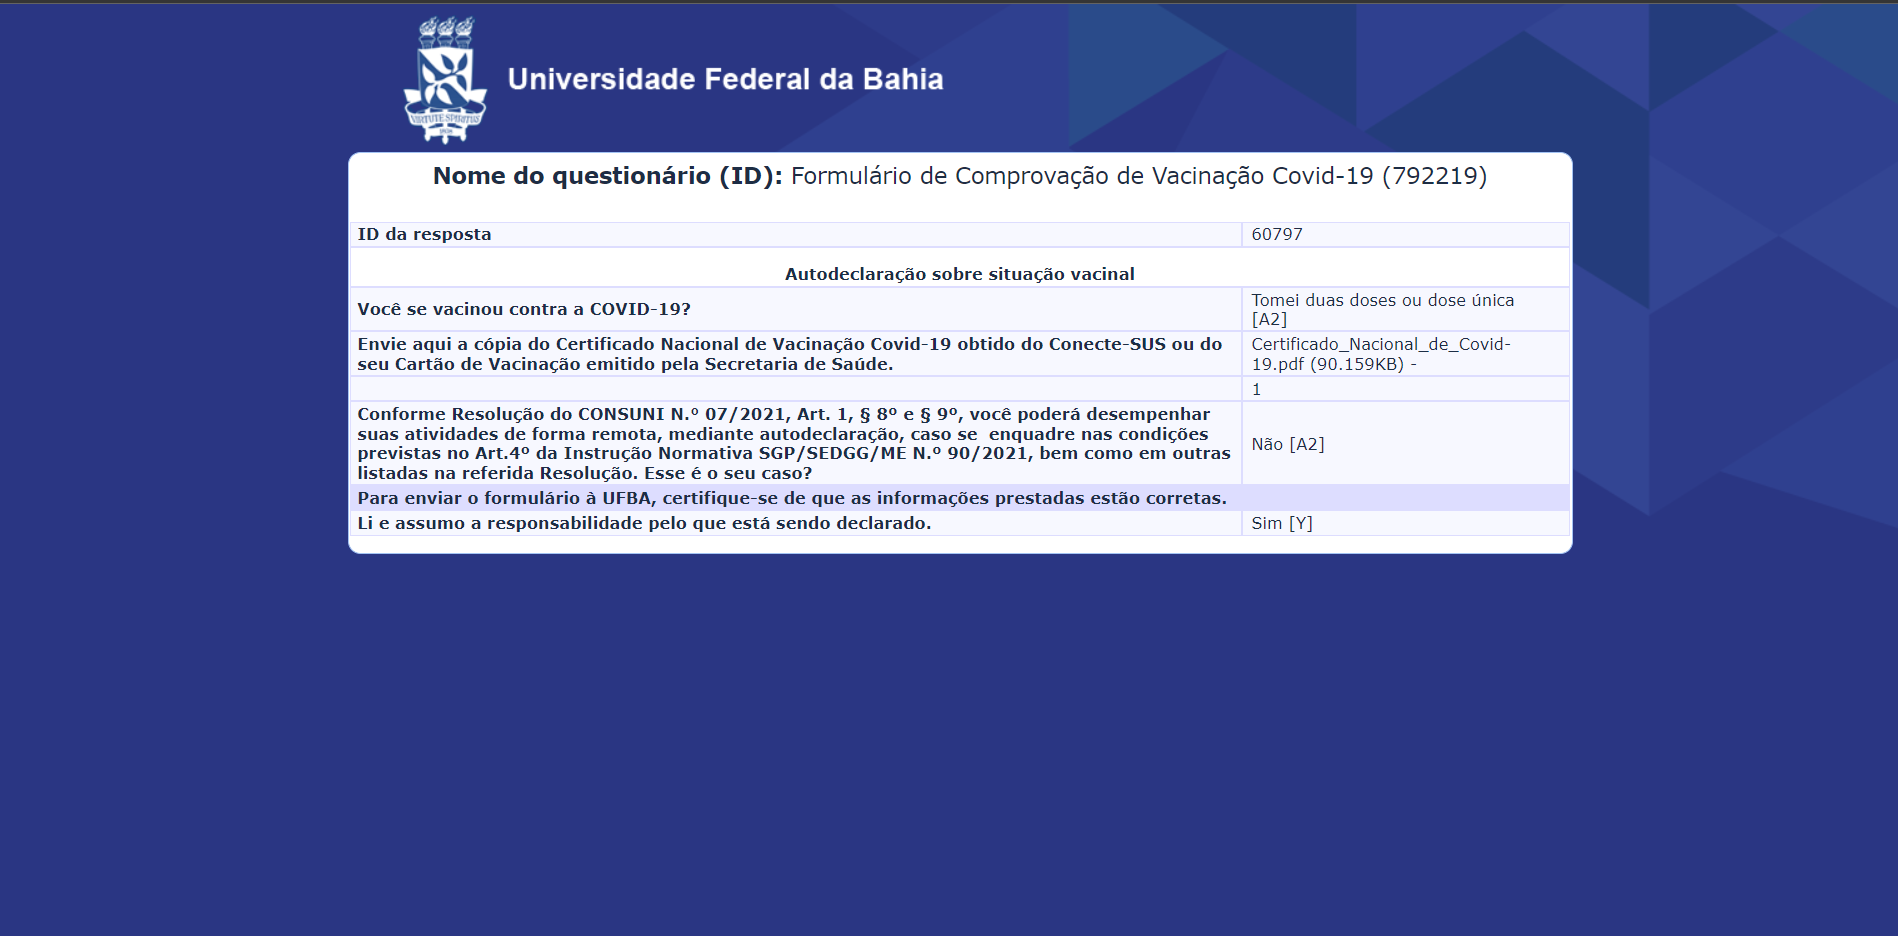 Universidade Federal da Bahia
VIRTUTE SPIRITUS
Nome do questionário (ID): Formulário de Comprovação de Vacinação Covid-19 (792219)
ID da resposta 60797
Autodeclaração sobre situação vacinal
Você se vacinou contra a COVID-19? Tomei duas doses ou dose única
[A2]
Envie aqui a cópia do Certificado Nacional de Vacinação Covid-19 obtido do Conecte-SUS ou do
seu Cartão de Vacinação emitido pela Secretaria de Saúde.
Certificado_Nacional_de_Covid-
19.pdf (90.159KB) -
1
Conforme Resolução do CONSUNI N.º 07/2021, Art. 1, § 8º e § 9º, você poderá desempenhar
suas atividades de forma remota, mediante autodeclaração, caso se  enquadre nas condições
previstas no Art.4º da Instrução Normativa SGP/SEDGG/ME N.º 90/2021, bem como em outras
listadas na referida Resolução. Esse é o seu caso?
Não [A2]
Para enviar o formulário à UFBA, certifique-se de que as informações prestadas estão corretas.
Li e assumo a responsabilidade pelo que está sendo declarado. Sim [Y]